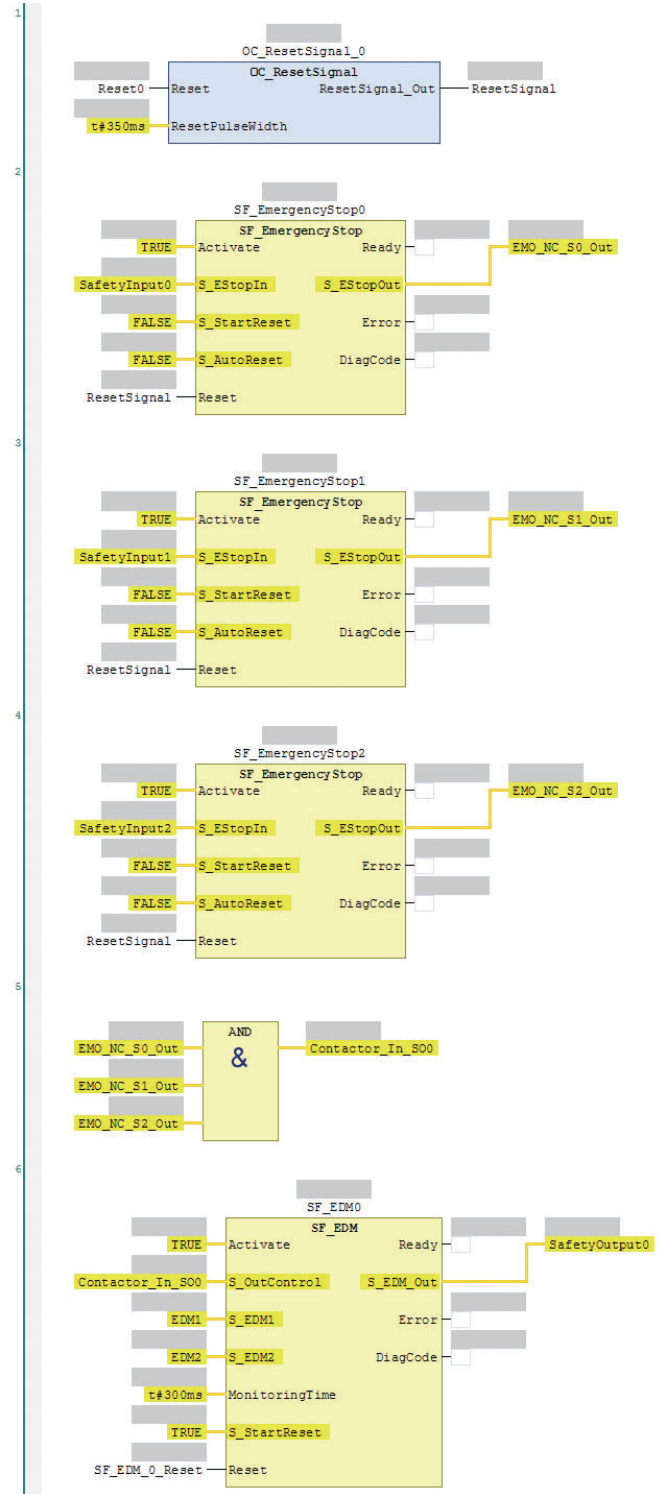 1
OC_ResetSignal_0
OC_ResetSignal
Reset0 Reset ResetSignal_Out ResetSignal
t#350ms ResetPulseWidth
2
SF_EmergencyStop0
SF_EmergencyStop
TRUE Activate Ready EMO_NC_S0_Out
SafetyInput0 S_EStopIn S_EStopOut
FALSE S_StartReset Error
FALSE S_AutoReset DiagCode
ResetSignal Reset
3
SF_EmergencyStop1
SF_EmergencyStop
TRUE Activate Ready EMO_NC_S1_Out
SafetyInput1 S_EStopIn S_EStopOut
FALSE S_StartReset Error
FALSE S_AutoReset DiagCode
ResetSignal Reset
4
SF_EmergencyStop2
SF_EmergencyStop
TRUE Activate Ready EMO_NC_S2_Out
SafetyInput2 S_EStopIn S_EStopOut
FALSE S_StartReset Error
FALSE S_AutoReset DiagCode
ResetSignal Reset
5
AND
EMO_NC_S0_Out & Contactor_In_SO0
EMO_NC_S1_Out
EMO_NC_S2_Out
6
SF_EDM0
SF_EDM
TRUE Activate Ready SafetyOutput0
Contactor_In_SO0 S_OutControl S_EDM_Out
EDM1 S_EDM1 Error
EDM2 S_EDM2 DiagCode
t#300ms MonitoringTime
TRUE S_StartReset
SF_EDM_0_Reset Reset